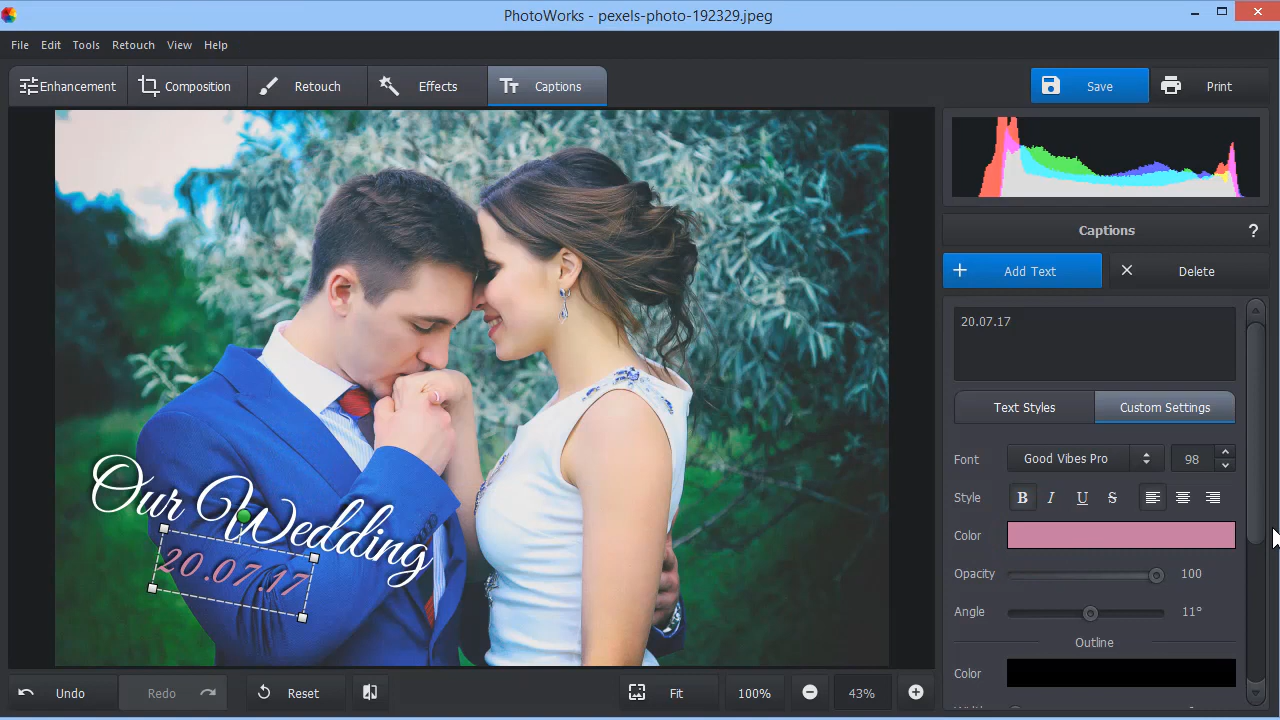 PhotoWorks - pexels-photo-192329.jpeg
File Edit Tools Retouch View Help
Enhancement Composition Retouch Effects Captions Save Print
Captions ?
Add Text Delete
20.07.17
Text Styles Custom Settings
Font Good Vibes Pro 98
Style B I U S
Color
Opacity 100
Angle 11°
Outline
Color
Our Wedding
20.07.17
Undo Redo Reset Fit 100% 43%